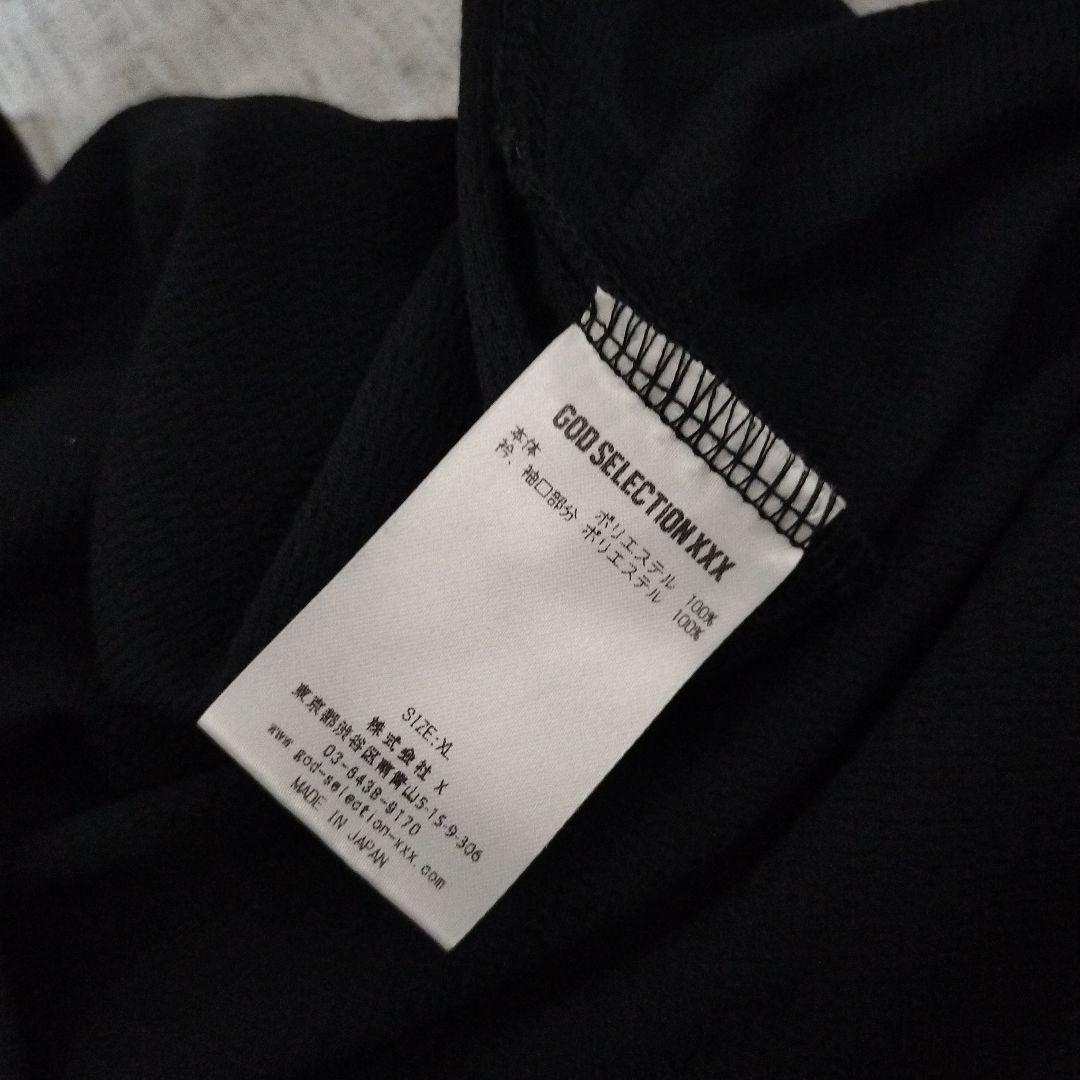 GOD SELECTION XXX
本体 ポリエステル 100%
衿、袖口部分 ポリエステル 100%
SIZE:XL
株式会社 X
東京都渋谷区南青山5-15-9-306
03-6438-9170
www.god-selection-xxx.com
MADE IN JAPAN